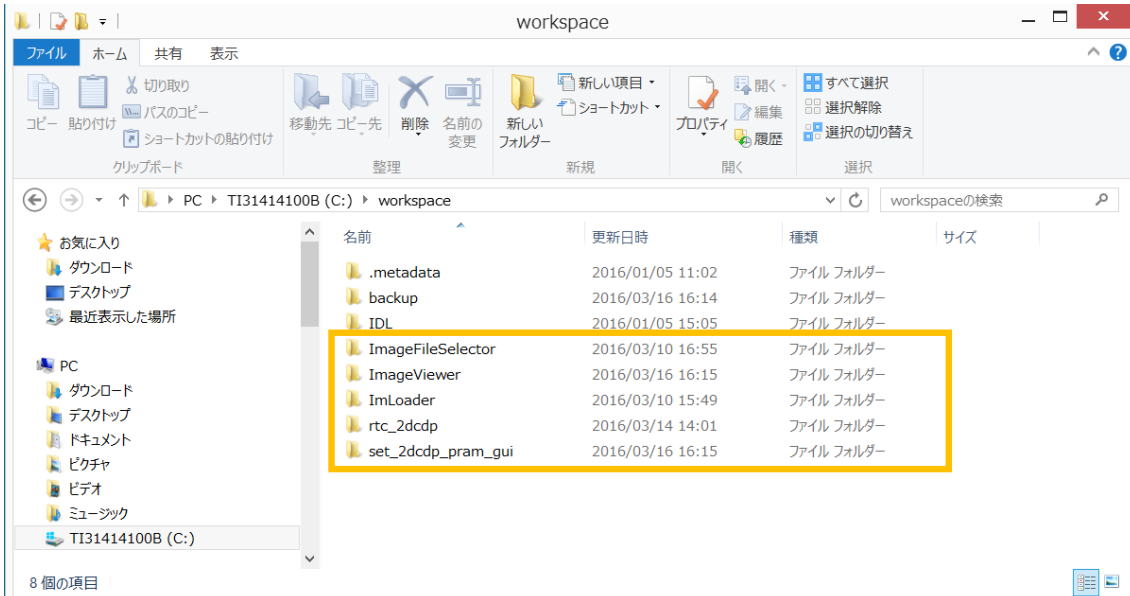 workspace
ファイル ホーム 共有 表示
コピー 貼り付け 切り取り パスのコピー ショートカットの貼り付け
移動先 コピー先 削除 名前の変更
新しいフォルダー 新しい項目 ショートカット
プロパティ 開く 編集 履歴
すべて選択 選択解除 選択の切り替え
クリップボード 整理 新規 開く 選択
PC TI31414100B (C:) workspace workspaceの検索
お気に入り
ダウンロード
デスクトップ
最近表示した場所
PC
ダウンロード
デスクトップ
ドキュメント
ピクチャ
ビデオ
ミュージック
TI31414100B (C:)
名前 更新日時 種類 サイズ
.metadata 2016/01/05 11:02 ファイル フォルダー
backup 2016/03/16 16:14 ファイル フォルダー
IDL 2016/01/05 15:05 ファイル フォルダー
ImageFileSelector 2016/03/10 16:55 ファイル フォルダー
ImageViewer 2016/03/16 16:15 ファイル フォルダー
ImLoader 2016/03/10 15:49 ファイル フォルダー
rtc_2dcdp 2016/03/14 14:01 ファイル フォルダー
set_2dcdp_pram_gui 2016/03/16 16:15 ファイル フォルダー
8 個の項目